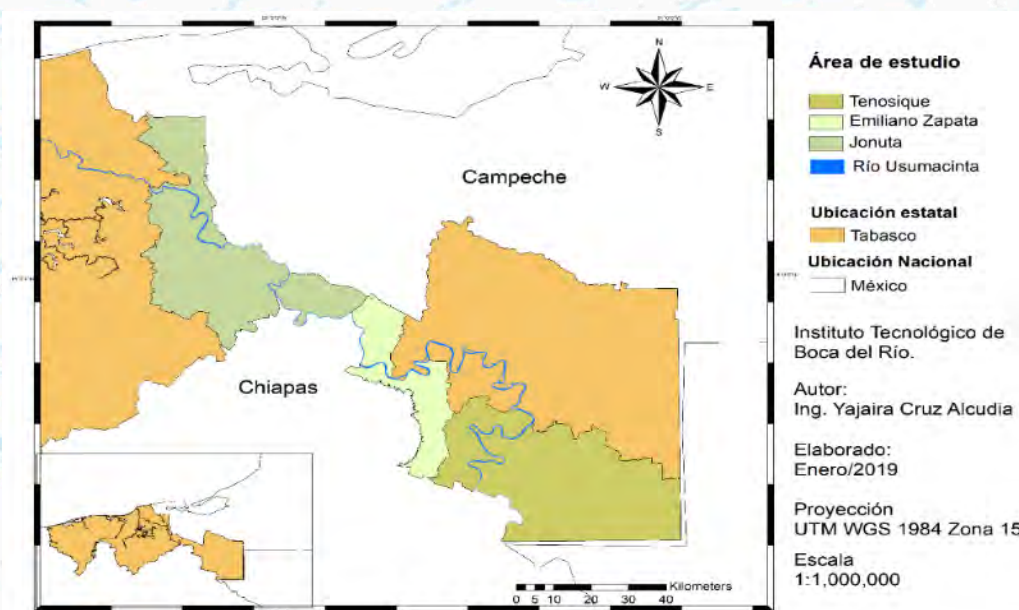 N
W E
S
Campeche
Chiapas
Kilometers
0 5 10 20 30 40
Área de estudio
Tenosique
Emiliano Zapata
Jonuta
Río Usumacinta
Ubicación estatal
Tabasco
Ubicación Nacional
México
Instituto Tecnológico de
Boca del Río.
Autor:
Ing. Yajaira Cruz Alcudia
Elaborado:
Enero/2019
Proyección
UTM WGS 1984 Zona 15
Escala
1:1,000,000